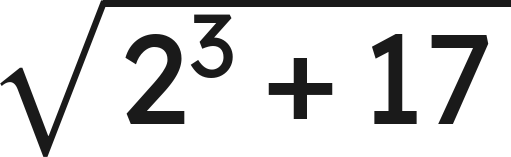 √(2³ + 17)